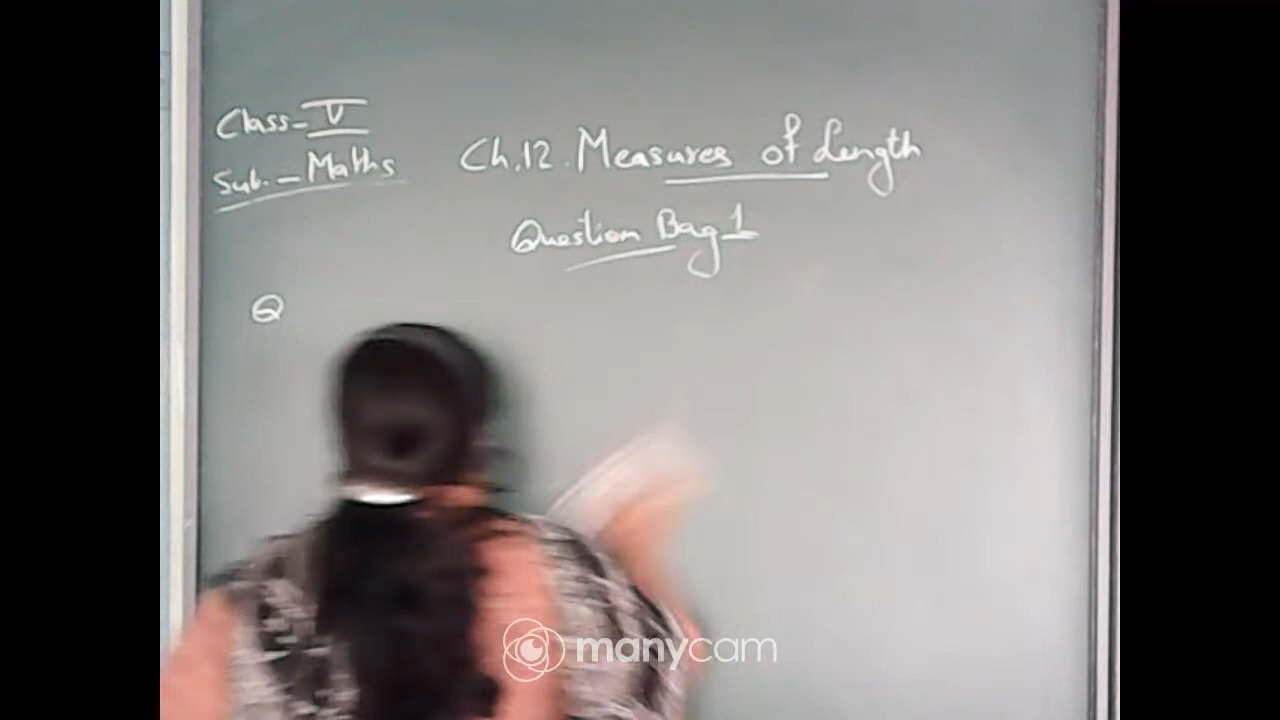 Class - V
Sub. - Maths
Ch.12. Measures of Length
Question Bag 1
Q
manycam